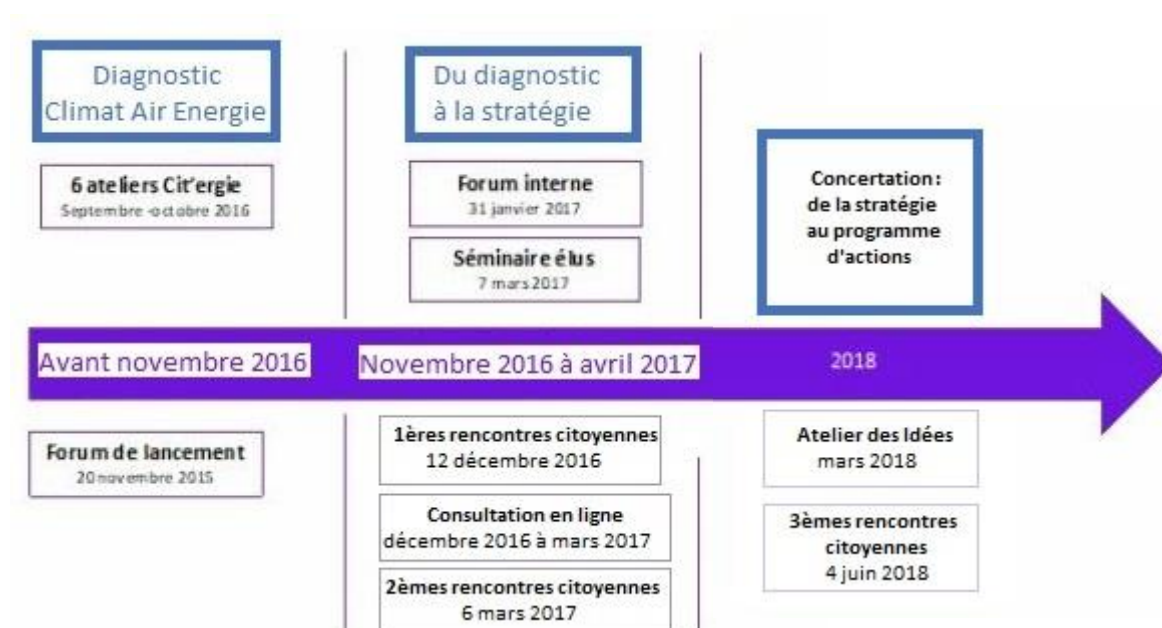 Diagnostic
Climat Air Energie
6 ateliers Cit'ergie
Septembre -octobre 2016
Du diagnostic
à la stratégie
Forum interne
31 janvier 2017
Séminaire élus
7 mars 2017
Concertation :
de la stratégie
au programme
d'actions
Avant novembre 2016
Novembre 2016 à avril 2017
2018
Forum de lancement
20 novembre 2015
1ères rencontres citoyennes
12 décembre 2016
Consultation en ligne
décembre 2016 à mars 2017
2èmes rencontres citoyennes
6 mars 2017
Atelier des Idées
mars 2018
3èmes rencontres
citoyennes
4 juin 2018